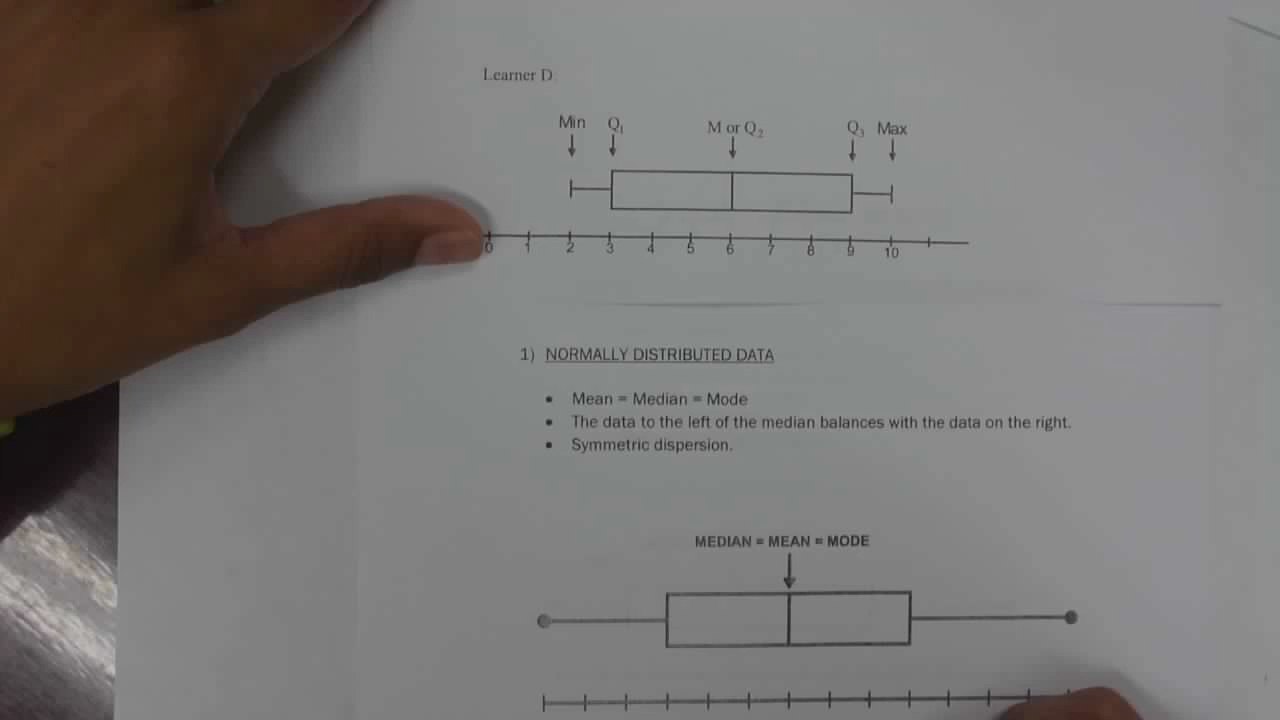 Learner D:
Min Q₁ M or Q₂ Q₃ Max
0 1 2 3 4 5 6 7 8 9 10
1) NORMALLY DISTRIBUTED DATA
• Mean = Median = Mode
• The data to the left of the median balances with the data on the right.
• Symmetric dispersion.
MEDIAN = MEAN = MODE